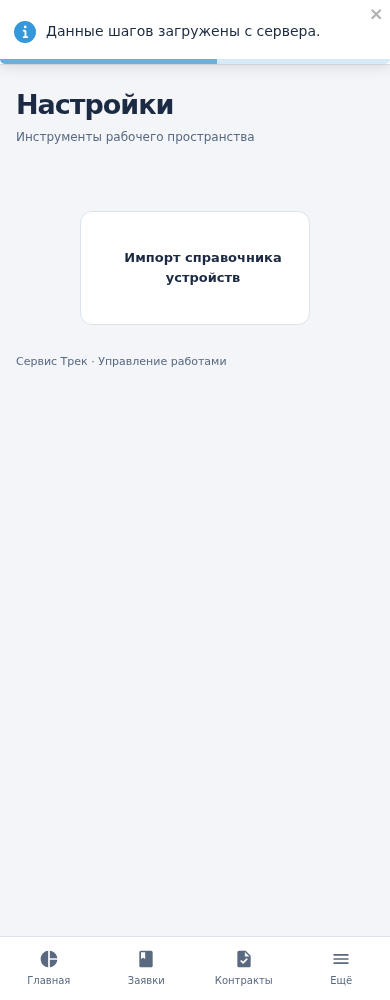 Данные шагов загружены с сервера.
Настройки
Инструменты рабочего пространства
Импорт справочника
устройств
Сервис Трек · Управление работами
Главная
Заявки
Контракты
Ещё